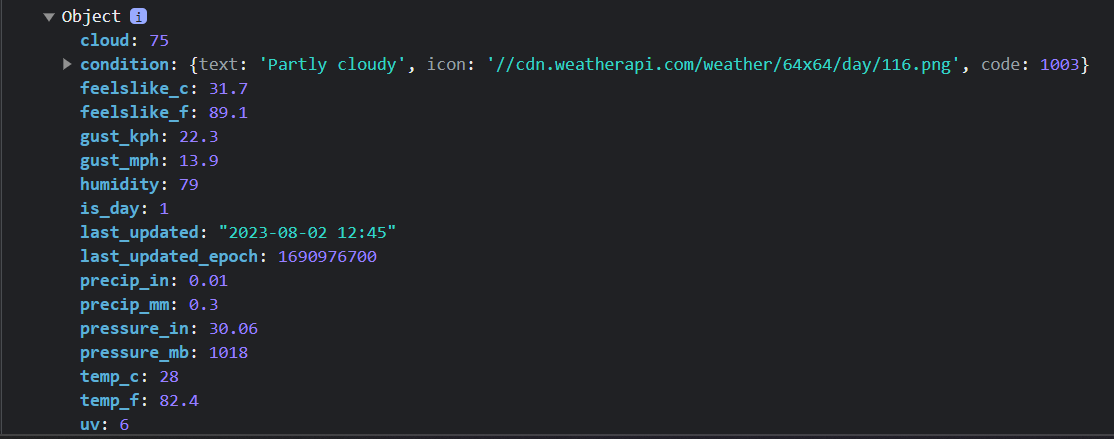 Object i
cloud: 75
condition: {text: 'Partly cloudy', icon: '//cdn.weatherapi.com/weather/64x64/day/116.png', code: 1003}
feelslike_c: 31.7
feelslike_f: 89.1
gust_kph: 22.3
gust_mph: 13.9
humidity: 79
is_day: 1
last_updated: "2023-08-02 12:45"
last_updated_epoch: 1690976700
precip_in: 0.01
precip_mm: 0.3
pressure_in: 30.06
pressure_mb: 1018
temp_c: 28
temp_f: 82.4
uv: 6